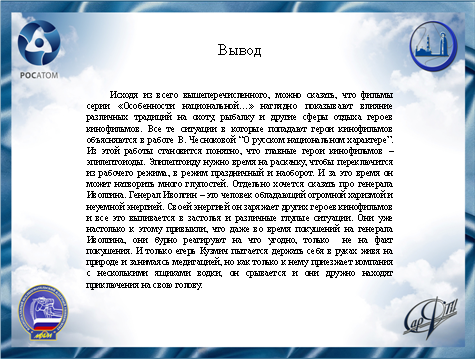 РОСАТОМ
Вывод
Исходя из всего вышеперечисленного, можно сказать, что фильмы
серии «Особенности национальной…» наглядно показывают влияние
различных традиций на охоту, рыбалку и другие сферы отдыха героев
кинофильмов. Все те ситуации в которые попадают герои кинофильмов
объясняются в работе В. Чесноковой “О русском национальном характере”.
Из этой работы становится понятно, что главные герои кинофильмов –
эпилептоиды. Эпилептоиду нужно время на раскачку, чтобы переключится
из рабочего режима, в режим праздничный и наоборот. И за это время он
может натворить много глупостей. Отдельно хочется сказать про генерала
Иволгина. Генерал Иволгин – это человек обладающий огромной харизмой и
неуемной энергией. Своей энергией он заряжает других героев кинофильмов
и все это выливается в застолья и различные глупые ситуации. Они уже
настолько к этому привыкли, что даже во время покушений на генерала
Иволгина, они бурно реагируют на что угодно, только не на факт
покушения. И только егерь Кузмич пытается держать себя в руках живя на
природе и занимаясь медитацией, но как только к нему приезжает компания
с несколькими ящиками водки, он срывается и они дружно находят
приключения на свою голову.
СарФТИ